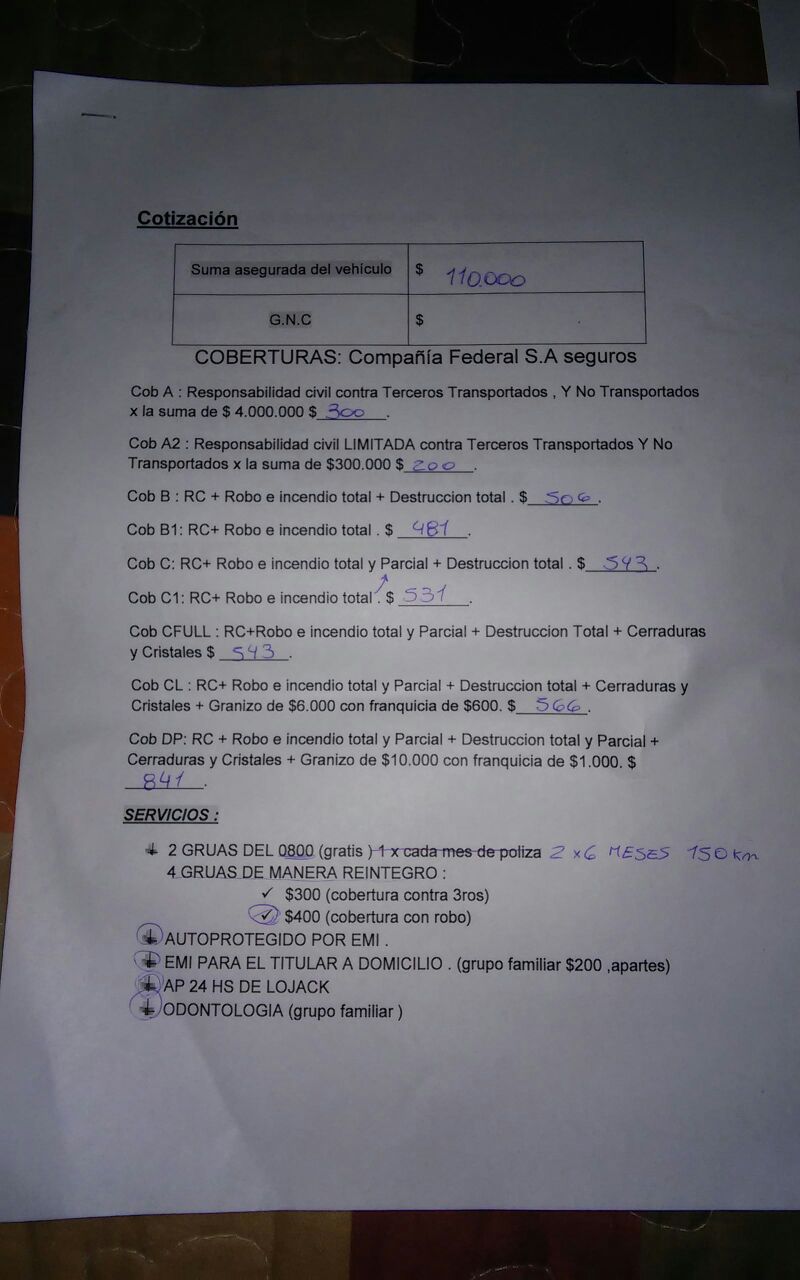 Cotización
Suma asegurada del vehículo $ 110.000
G.N.C $
COBERTURAS: Compañía Federal S.A seguros
Cob A : Responsabilidad civil contra Terceros Transportados , Y No Transportados
x la suma de $ 4.000.000 $ 300 .
Cob A2 : Responsabilidad civil LIMITADA contra Terceros Transportados Y No
Transportados x la suma de $300.000 $ 200 .
Cob B : RC + Robo e incendio total + Destruccion total . $ 506 .
Cob B1: RC+ Robo e incendio total . $ 481 .
Cob C: RC+ Robo e incendio total y Parcial + Destruccion total . $ 543 .
Cob C1: RC+ Robo e incendio total . $ 531 .
Cob CFULL : RC+Robo e incendio total y Parcial + Destruccion Total + Cerraduras
y Cristales $ 543 .
Cob CL : RC+ Robo e incendio total y Parcial + Destruccion total + Cerraduras y
Cristales + Granizo de $6.000 con franquicia de $600. $ 566 .
Cob DP: RC + Robo e incendio total y Parcial + Destruccion total y Parcial +
Cerraduras y Cristales + Granizo de $10.000 con franquicia de $1.000. $
841 .
SERVICIOS :
2 GRUAS DEL 0800 (gratis ) 1 x cada mes de poliza 2 x6 MESES 150 km
4 GRUAS DE MANERA REINTEGRO :
✓ $300 (cobertura contra 3ros)
✓ $400 (cobertura con robo)
AUTOPROTEGIDO POR EMI .
EMI PARA EL TITULAR A DOMICILIO . (grupo familiar $200 ,apartes)
AP 24 HS DE LOJACK
ODONTOLOGIA (grupo familiar )